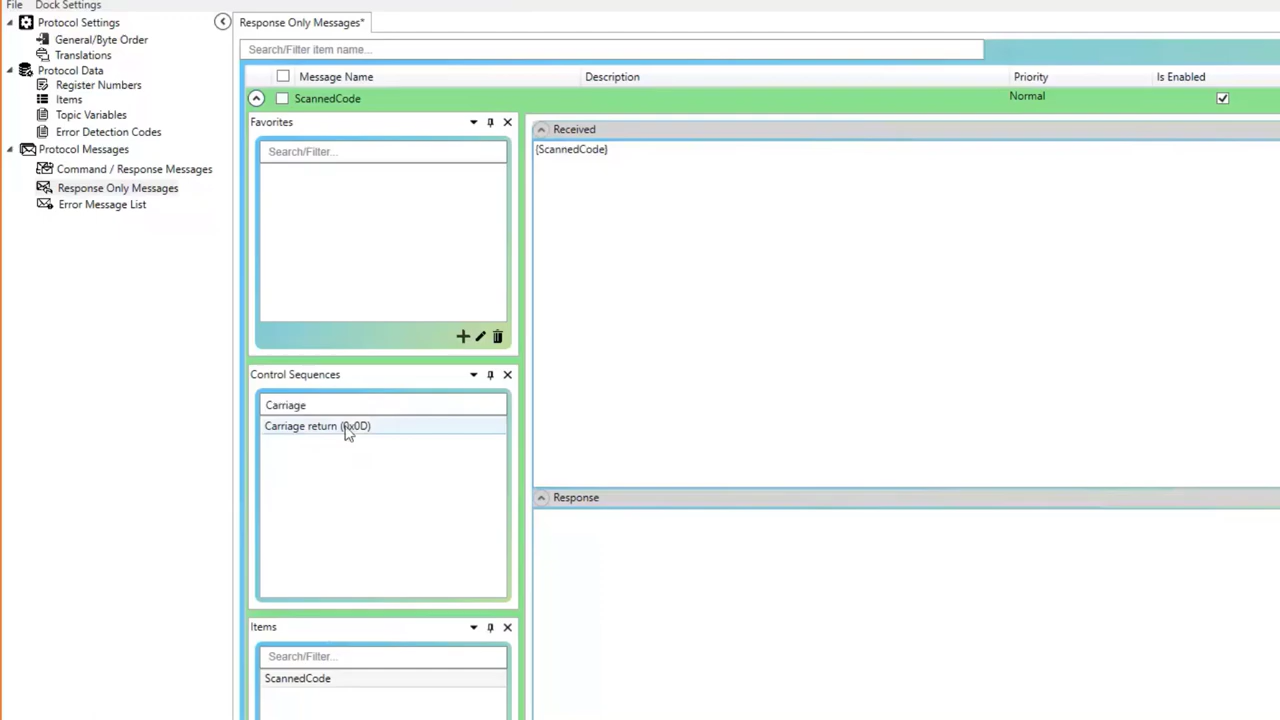 File Dock Settings
Protocol Settings
General/Byte Order
Translations
Protocol Data
Register Numbers
Items
Topic Variables
Error Detection Codes
Protocol Messages
Command / Response Messages
Response Only Messages
Error Message List
Response Only Messages*
Search/Filter item name...
Message Name Description Priority Is Enabled
ScannedCode Normal
Favorites
Search/Filter...
Control Sequences
Carriage
Carriage return (0x0D)
Items
Search/Filter...
ScannedCode
Received
{ScannedCode}
Response